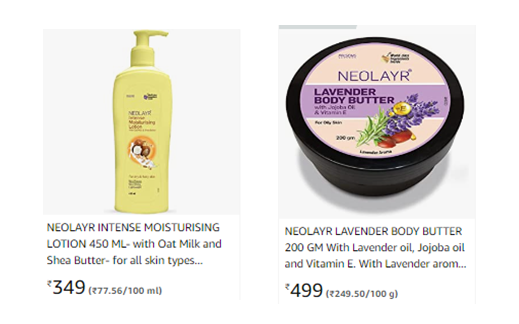 NEOLAYR
Intense
Moisturising
Lotion
NEOLAYR INTENSE MOISTURISING
LOTION 450 ML- with Oat Milk and
Shea Butter- for all skin types...
₹349 (₹77.56/100 ml)
NEOLAYR®
LAVENDER
BODY BUTTER
with Jojoba Oil
& Vitamin E
For Oily Skin
200 gm
Lavender Aroma
NEOLAYR LAVENDER BODY BUTTER
200 GM With Lavender oil, Jojoba oil
and Vitamin E. With Lavender arom...
₹499 (₹249.50/100 g)